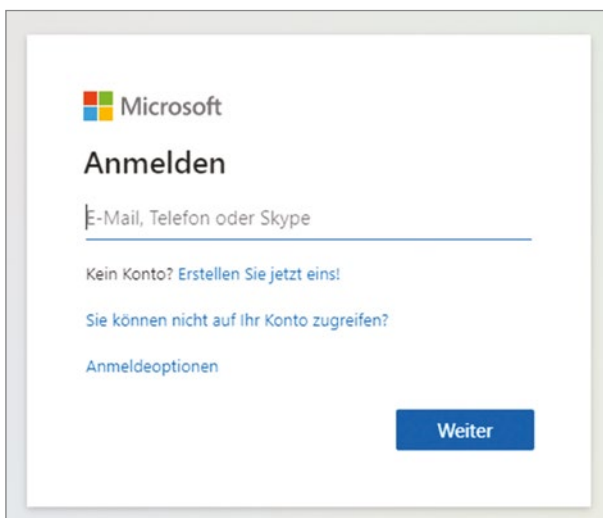 Microsoft
Anmelden
E-Mail, Telefon oder Skype
Kein Konto? Erstellen Sie jetzt eins!
Sie können nicht auf Ihr Konto zugreifen?
Anmeldeoptionen
Weiter